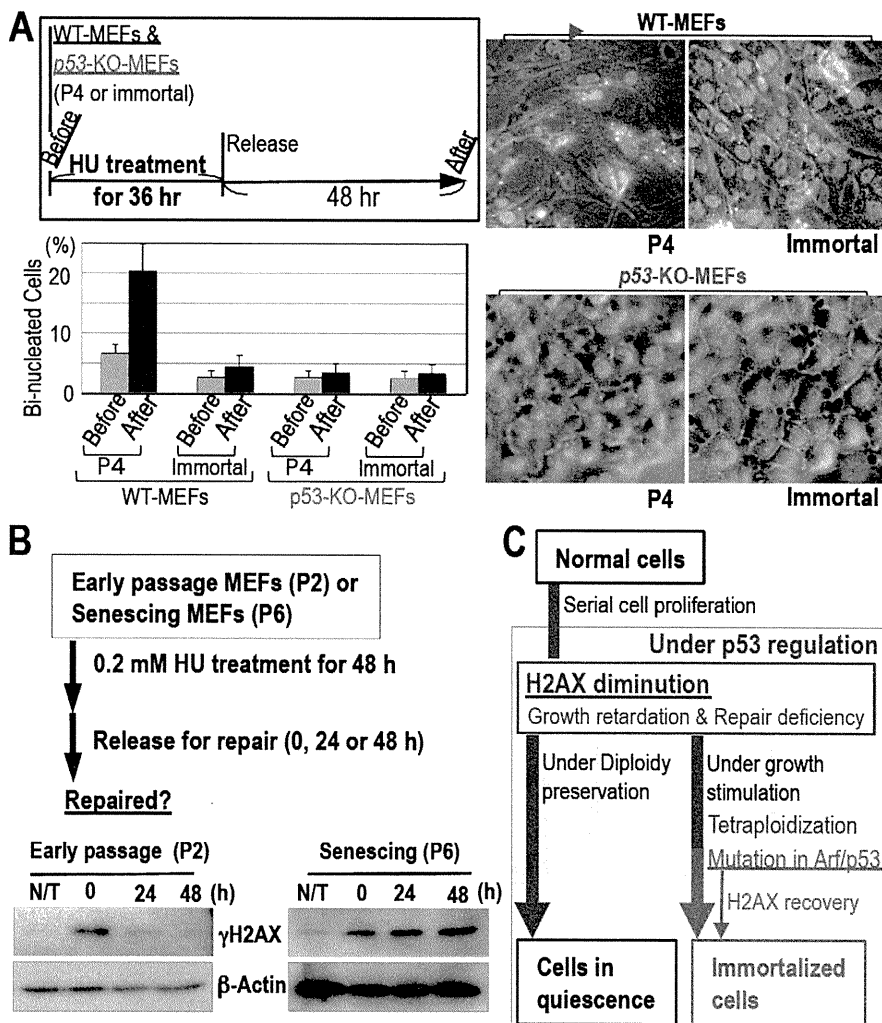 A
WT-MEFs &
p53-KO-MEFs
(P4 or immortal)
Before
HU treatment
for 36 hr
Release
48 hr
After
WT-MEFs
P4
Immortal
p53-KO-MEFs
P4
Immortal
(%)
20
10
0
Bi-nucleated Cells
Before
After
Before
After
Before
After
Before
After
P4
Immortal
P4
Immortal
WT-MEFs
p53-KO-MEFs
B
Early passage MEFs (P2) or
Senescing MEFs (P6)
0.2 mM HU treatment for 48 h
Release for repair (0, 24 or 48 h)
Repaired?
Early passage (P2)
N/T 0 24 48 (h)
Senescing (P6)
N/T 0 24 48 (h)
γH2AX
β-Actin
C
Normal cells
Serial cell proliferation
Under p53 regulation
H2AX diminution
Growth retardation & Repair deficiency
Under Diploidy
preservation
Under growth
stimulation
Tetraploidization
Mutation in Arf/p53
H2AX recovery
Cells in
quiescence
Immortalized
cells